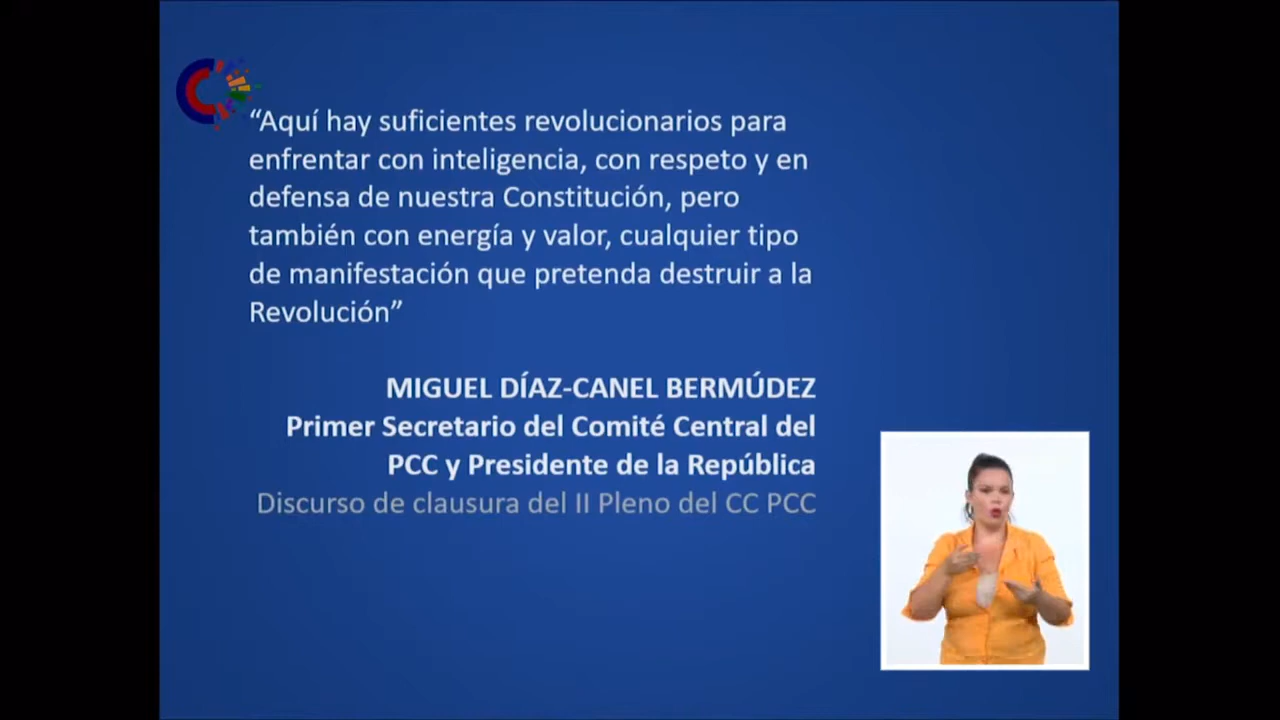 “Aquí hay suficientes revolucionarios para
enfrentar con inteligencia, con respeto y en
defensa de nuestra Constitución, pero
también con energía y valor, cualquier tipo
de manifestación que pretenda destruir a la
Revolución”
MIGUEL DÍAZ-CANEL BERMÚDEZ
Primer Secretario del Comité Central del
PCC y Presidente de la República
Discurso de clausura del II Pleno del CC PCC